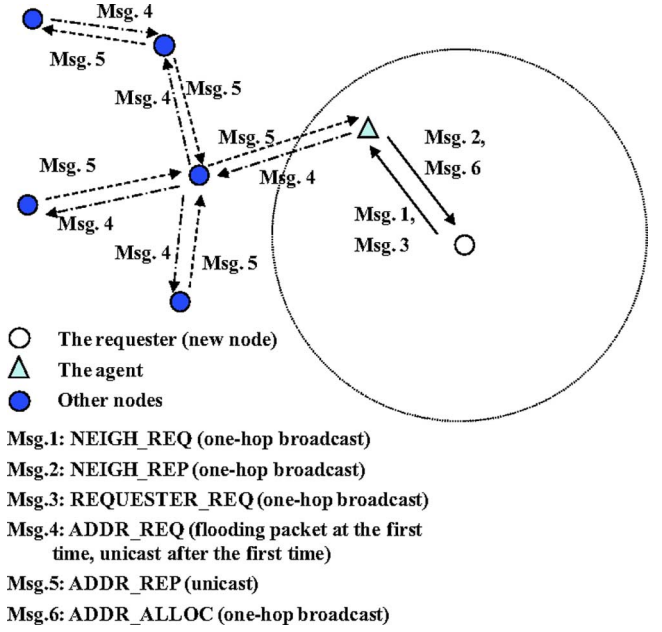 Msg. 4
Msg. 5
Msg. 4
Msg. 5
Msg. 5
Msg. 4
Msg. 5
Msg. 4
Msg. 4
Msg. 5
Msg. 2,
Msg. 6
Msg. 1,
Msg. 3
The requester (new node)
The agent
Other nodes
Msg.1: NEIGH_REQ (one-hop broadcast)
Msg.2: NEIGH_REP (one-hop broadcast)
Msg.3: REQUESTER_REQ (one-hop broadcast)
Msg.4: ADDR_REQ (flooding packet at the first
time, unicast after the first time)
Msg.5: ADDR_REP (unicast)
Msg.6: ADDR_ALLOC (one-hop broadcast)